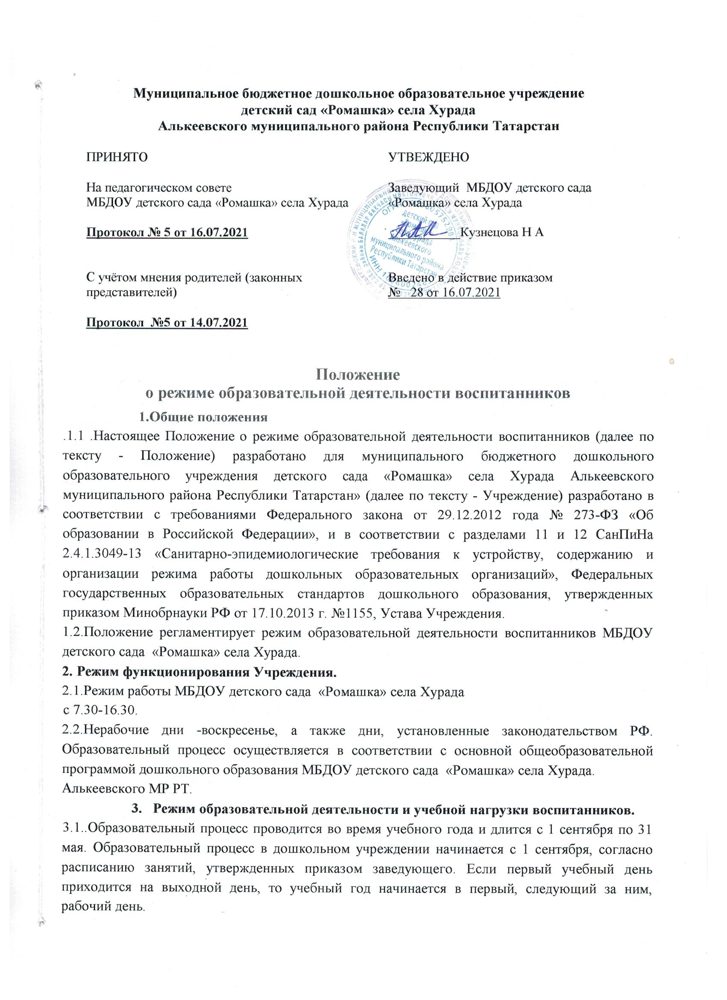 Муниципальное бюджетное дошкольное образовательное учреждение
детский сад «Ромашка» села Хурада
Алькеевского муниципального района Республики Татарстан
ПРИНЯТО
На педагогическом совете
МБДОУ детского сада «Ромашка» села Хурада
Протокол № 5 от 16.07.2021
С учётом мнения родителей (законных
представителей)
Протокол №5 от 14.07.2021
УТВЕЖДЕНО
Заведующий МБДОУ детского сада
«Ромашка» села Хурада
Кузнецова Н А
Введено в действие приказом
№ 28 от 16.07.2021
детский сад
Алькеевского
муниципального района
Республики Татарстан
Положение
о режиме образовательной деятельности воспитанников
1.Общие положения
.1.1 .Настоящее Положение о режиме образовательной деятельности воспитанников (далее по
тексту - Положение) разработано для муниципального бюджетного дошкольного
образовательного учреждения детского сада «Ромашка» села Хурада Алькеевского
муниципального района Республики Татарстан» (далее по тексту - Учреждение) разработано в
соответствии с требованиями Федерального закона от 29.12.2012 года № 273-ФЗ «Об
образовании в Российской Федерации», и в соответствии с разделами 11 и 12 СанПиНа
2.4.1.3049-13 «Санитарно-эпидемиологические требования к устройству, содержанию и
организации режима работы дошкольных образовательных организаций», Федеральных
государственных образовательных стандартов дошкольного образования, утвержденных
приказом Минобрнауки РФ от 17.10.2013 г. №1155, Устава Учреждения.
1.2.Положение регламентирует режим образовательной деятельности воспитанников МБДОУ
детского сада «Ромашка» села Хурада.
2. Режим функционирования Учреждения.
2.1.Режим работы МБДОУ детского сада «Ромашка» села Хурада
с 7.30-16.30.
2.2.Нерабочие дни -воскресенье, а также дни, установленные законодательством РФ.
Образовательный процесс осуществляется в соответствии с основной общеобразовательной
программой дошкольного образования МБДОУ детского сада «Ромашка» села Хурада.
Алькеевского МР РТ.
3. Режим образовательной деятельности и учебной нагрузки воспитанников.
3.1..Образовательный процесс проводится во время учебного года и длится с 1 сентября по 31
мая. Образовательный процесс в дошкольном учреждении начинается с 1 сентября, согласно
расписанию занятий, утвержденных приказом заведующего. Если первый учебный день
приходится на выходной день, то учебный год начинается в первый, следующий за ним,
рабочий день.